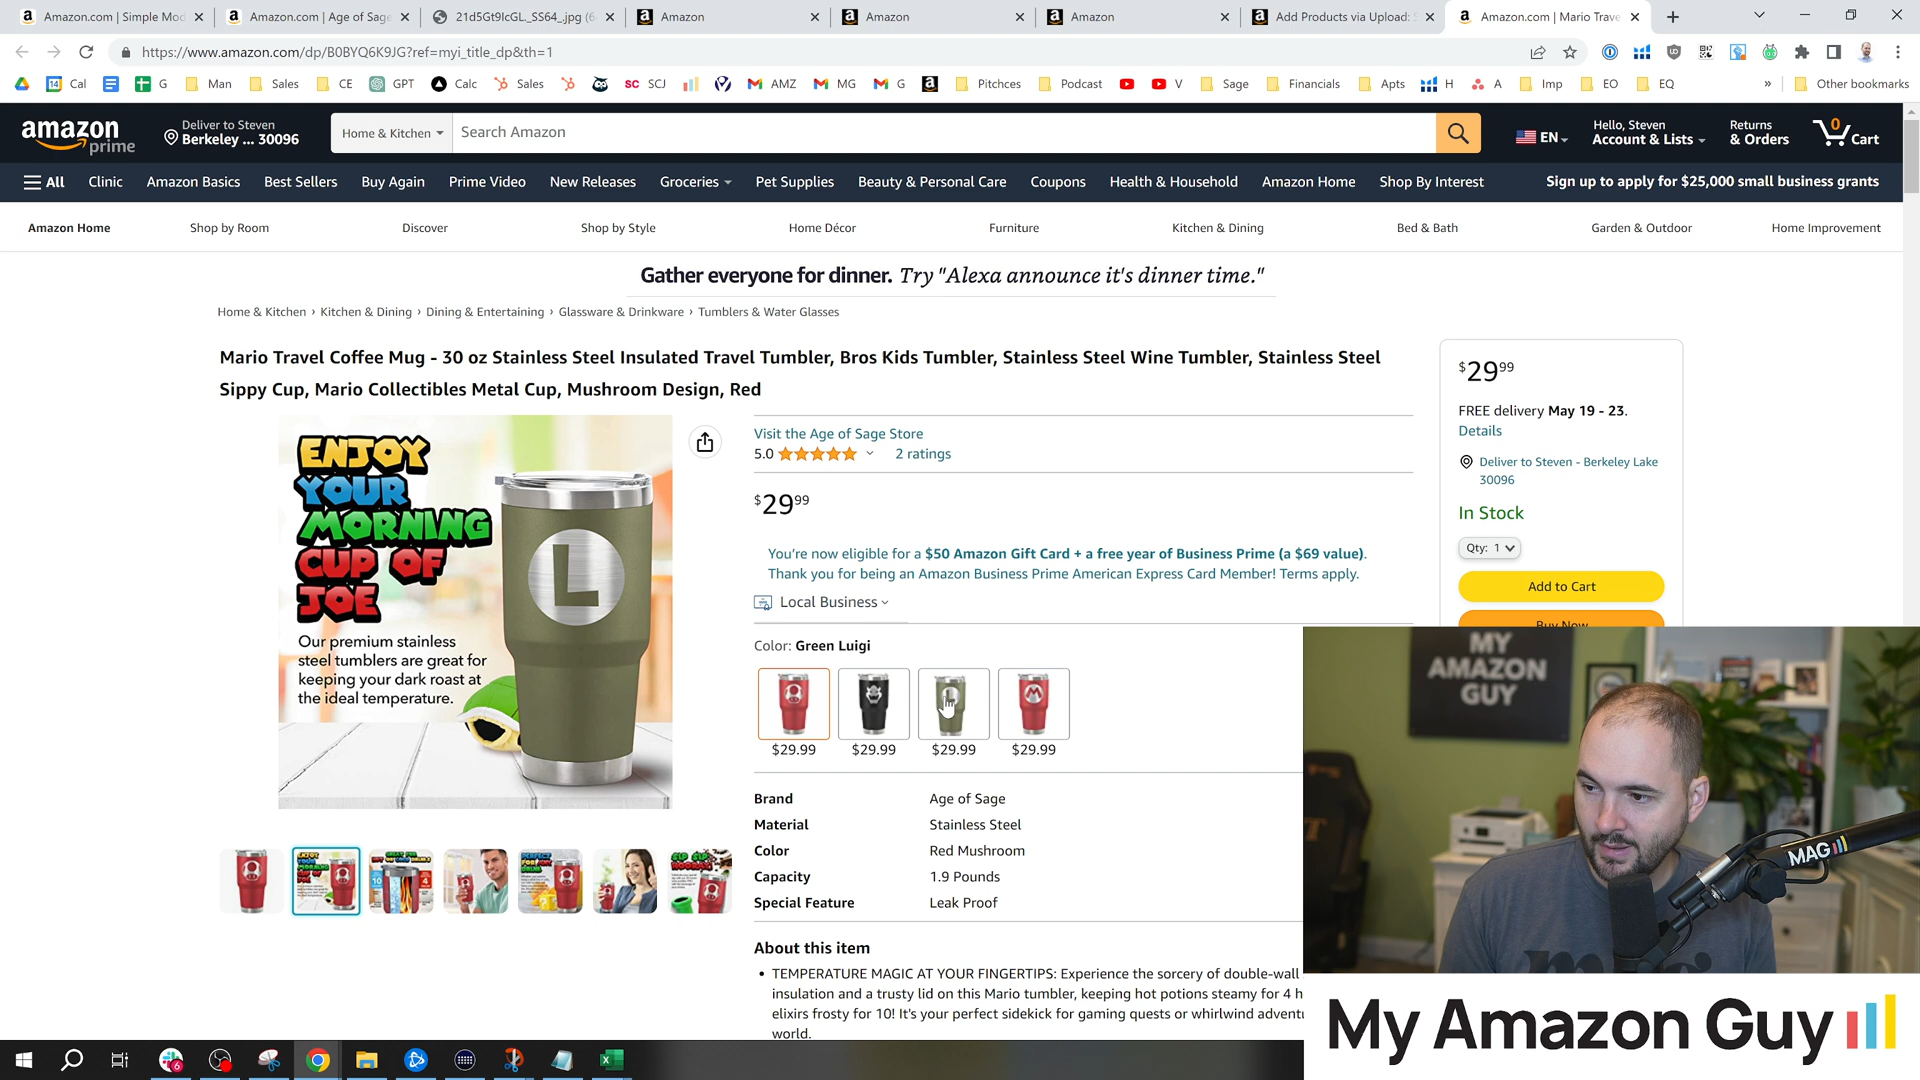 Amazon.com | Simple Mod
Amazon.com | Age of Sage
21d5Gt9IcGL._SS64_.jpg (6
Amazon
Amazon
Amazon
Add Products via Upload: S
Amazon.com | Mario Trave
https://www.amazon.com/dp/B0BYQ6K9JG?ref=myi_title_dp&th=1
Cal G Man Sales CE GPT Calc Sales SC SCJ AMZ MG G Pitchces Podcast V Sage Financials Apts H A Imp EO EQ » Other bookmarks
amazon prime
Deliver to Steven
Berkeley ... 30096
Home & Kitchen
Search Amazon
EN
Hello, Steven
Account & Lists
Returns
& Orders
0
Cart
All Clinic Amazon Basics Best Sellers Buy Again Prime Video New Releases Groceries Pet Supplies Beauty & Personal Care Coupons Health & Household Amazon Home Shop By Interest Sign up to apply for $25,000 small business grants
Amazon Home Shop by Room Discover Shop by Style Home Décor Furniture Kitchen & Dining Bed & Bath Garden & Outdoor Home Improvement
Gather everyone for dinner. Try "Alexa announce it's dinner time."
Home & Kitchen › Kitchen & Dining › Dining & Entertaining › Glassware & Drinkware › Tumblers & Water Glasses
Mario Travel Coffee Mug - 30 oz Stainless Steel Insulated Travel Tumbler, Bros Kids Tumbler, Stainless Steel Wine Tumbler, Stainless Steel
Sippy Cup, Mario Collectibles Metal Cup, Mushroom Design, Red
ENJOY
YOUR
MORNING
CUP OF
JOE
Our premium stainless
steel tumblers are great for
keeping your dark roast at
the ideal temperature.
L
Visit the Age of Sage Store
5.0 2 ratings
$29.99
You're now eligible for a $50 Amazon Gift Card + a free year of Business Prime (a $69 value).
Thank you for being an Amazon Business Prime American Express Card Member! Terms apply.
Local Business
Color: Green Luigi
$29.99 $29.99 $29.99 $29.99
Brand Age of Sage
Material Stainless Steel
Color Red Mushroom
Capacity 1.9 Pounds
Special Feature Leak Proof
About this item
• TEMPERATURE MAGIC AT YOUR FINGERTIPS: Experience the sorcery of double-wall
insulation and a trusty lid on this Mario tumbler, keeping hot potions steamy for 4 h
elixirs frosty for 10! It's your perfect sidekick for gaming quests or whirlwind advent
world.
$29.99
FREE delivery May 19 - 23.
Details
Deliver to Steven - Berkeley Lake
30096
In Stock
Qty: 1
Add to Cart
Buy Now
MY
AMAZON
GUY
MAG
My Amazon Guy